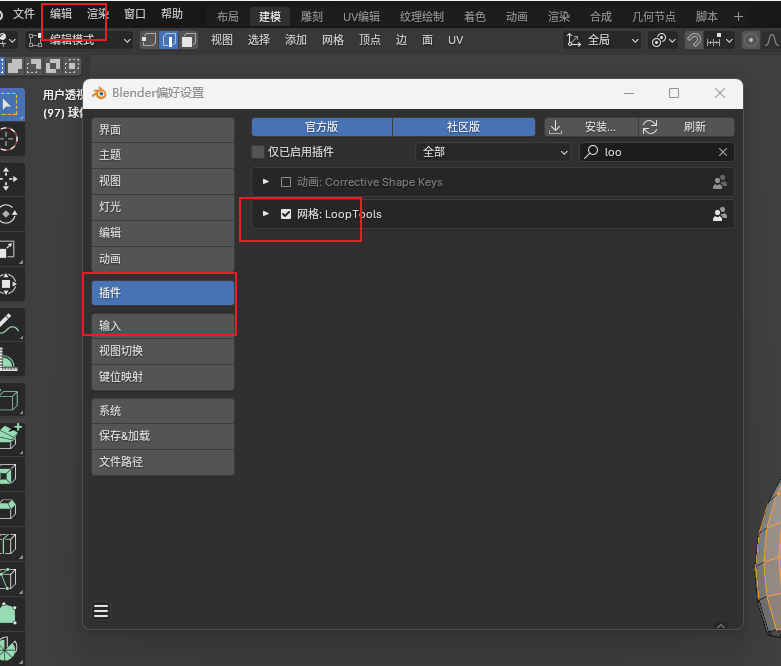 文件 编辑 渲染 窗口 帮助 布局 建模 雕刻 UV编辑 纹理绘制 着色 动画 渲染 合成 几何节点 脚本 +
编辑模式 视图 选择 添加 网格 顶点 边 面 UV 全局
用户透视
(97) 球
Blender偏好设置
界面
主题
视图
灯光
编辑
动画
插件
输入
视图切换
键位映射
系统
保存&加载
文件路径
官方版 社区版 安装... 刷新
仅已启用插件 全部 loo
动画: Corrective Shape Keys
网格: LoopTools